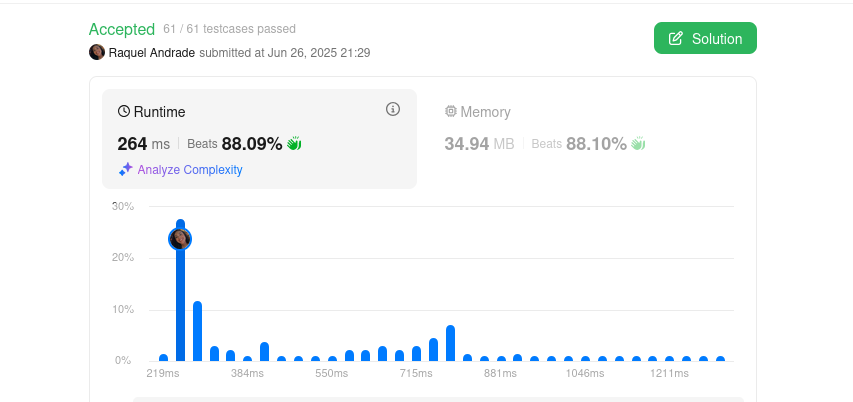 Accepted 61 / 61 testcases passed
Raquel Andrade submitted at Jun 26, 2025 21:29
Solution
Runtime
264 ms Beats 88.09%
Analyze Complexity
Memory
34.94 MB Beats 88.10%
30%
20%
10%
0%
219ms 384ms 550ms 715ms 881ms 1046ms 1211ms